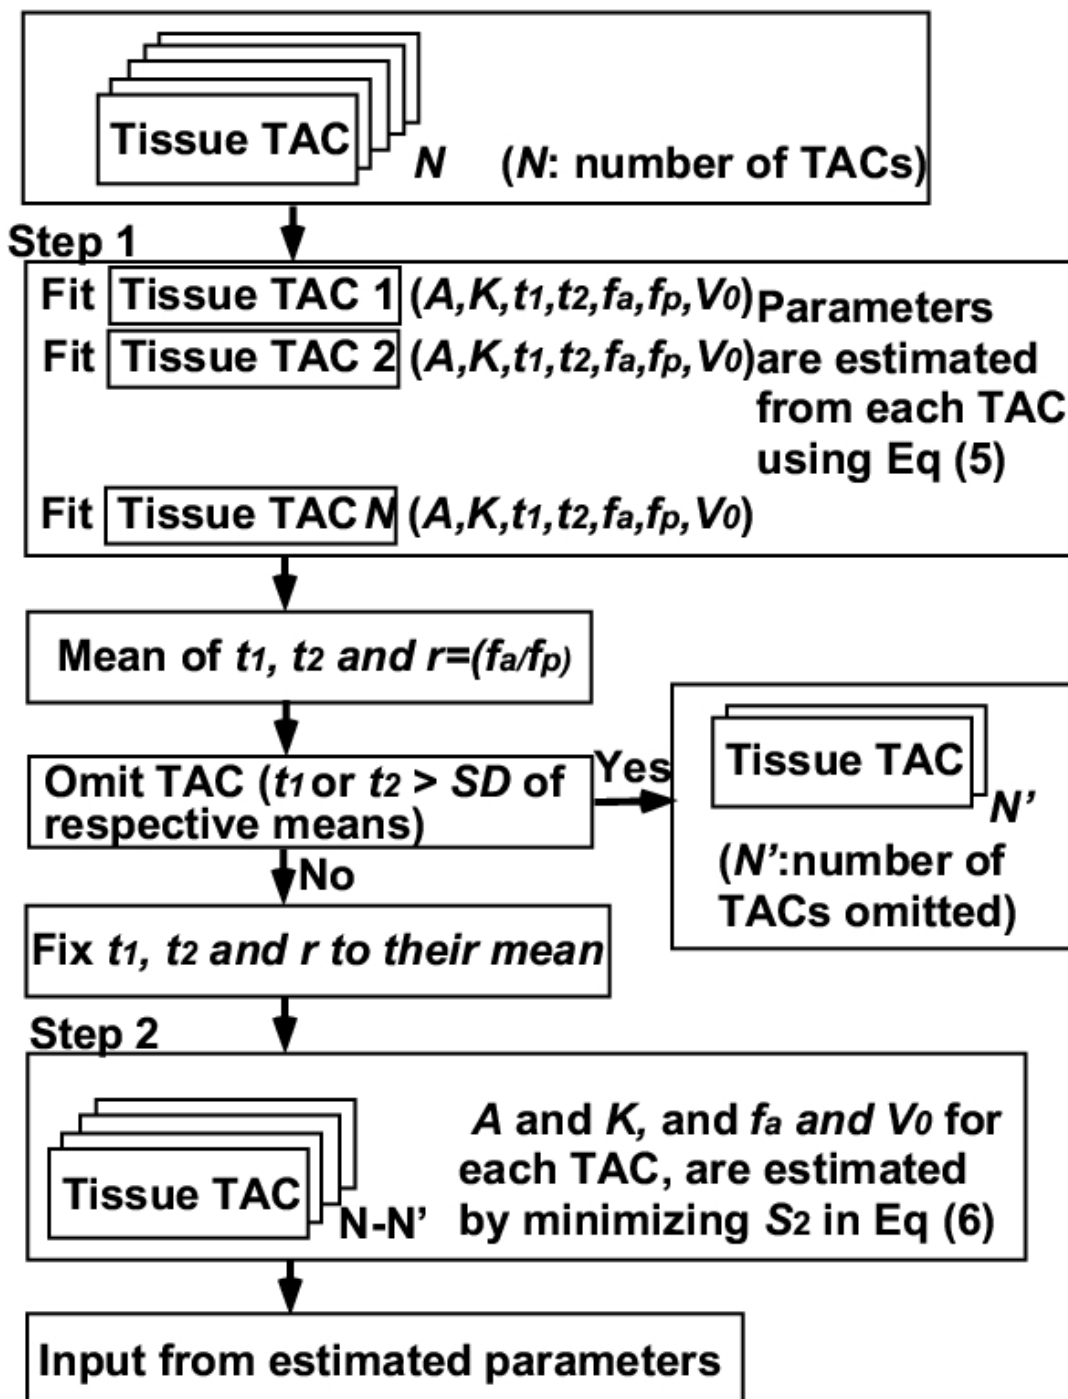 Tissue TAC
N (N: number of TACs)
Step 1
Fit Tissue TAC 1 (A,K,t1,t2,fa,fp,V0)
Fit Tissue TAC 2 (A,K,t1,t2,fa,fp,V0)
Fit Tissue TAC N (A,K,t1,t2,fa,fp,V0)
Parameters
are estimated
from each TAC
using Eq (5)
Mean of t1, t2 and r=(fa/fp)
Omit TAC (t1 or t2 > SD of
respective means)
Yes
Tissue TAC
N'
(N':number of
TACs omitted)
No
Fix t1, t2 and r to their mean
Step 2
Tissue TAC
N-N'
A and K, and fa and V0 for
each TAC, are estimated
by minimizing S2 in Eq (6)
Input from estimated parameters